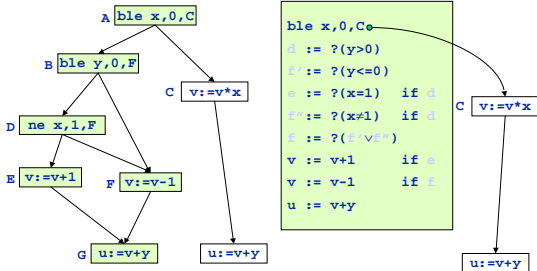 A ble x,0,C
B ble y,0,F
C v:=v*x
D ne x,1,F
E v:=v+1
F v:=v-1
G u:=v+y
u:=v+y
ble x,0,C
d := ?(y>0)
f' := ?(y<=0)
e := ?(x=1) if d
f" := ?(x≠1) if d
f := ?(f'∨f")
v := v+1 if e
v := v-1 if f
u := v+y
C v:=v*x
u:=v+y